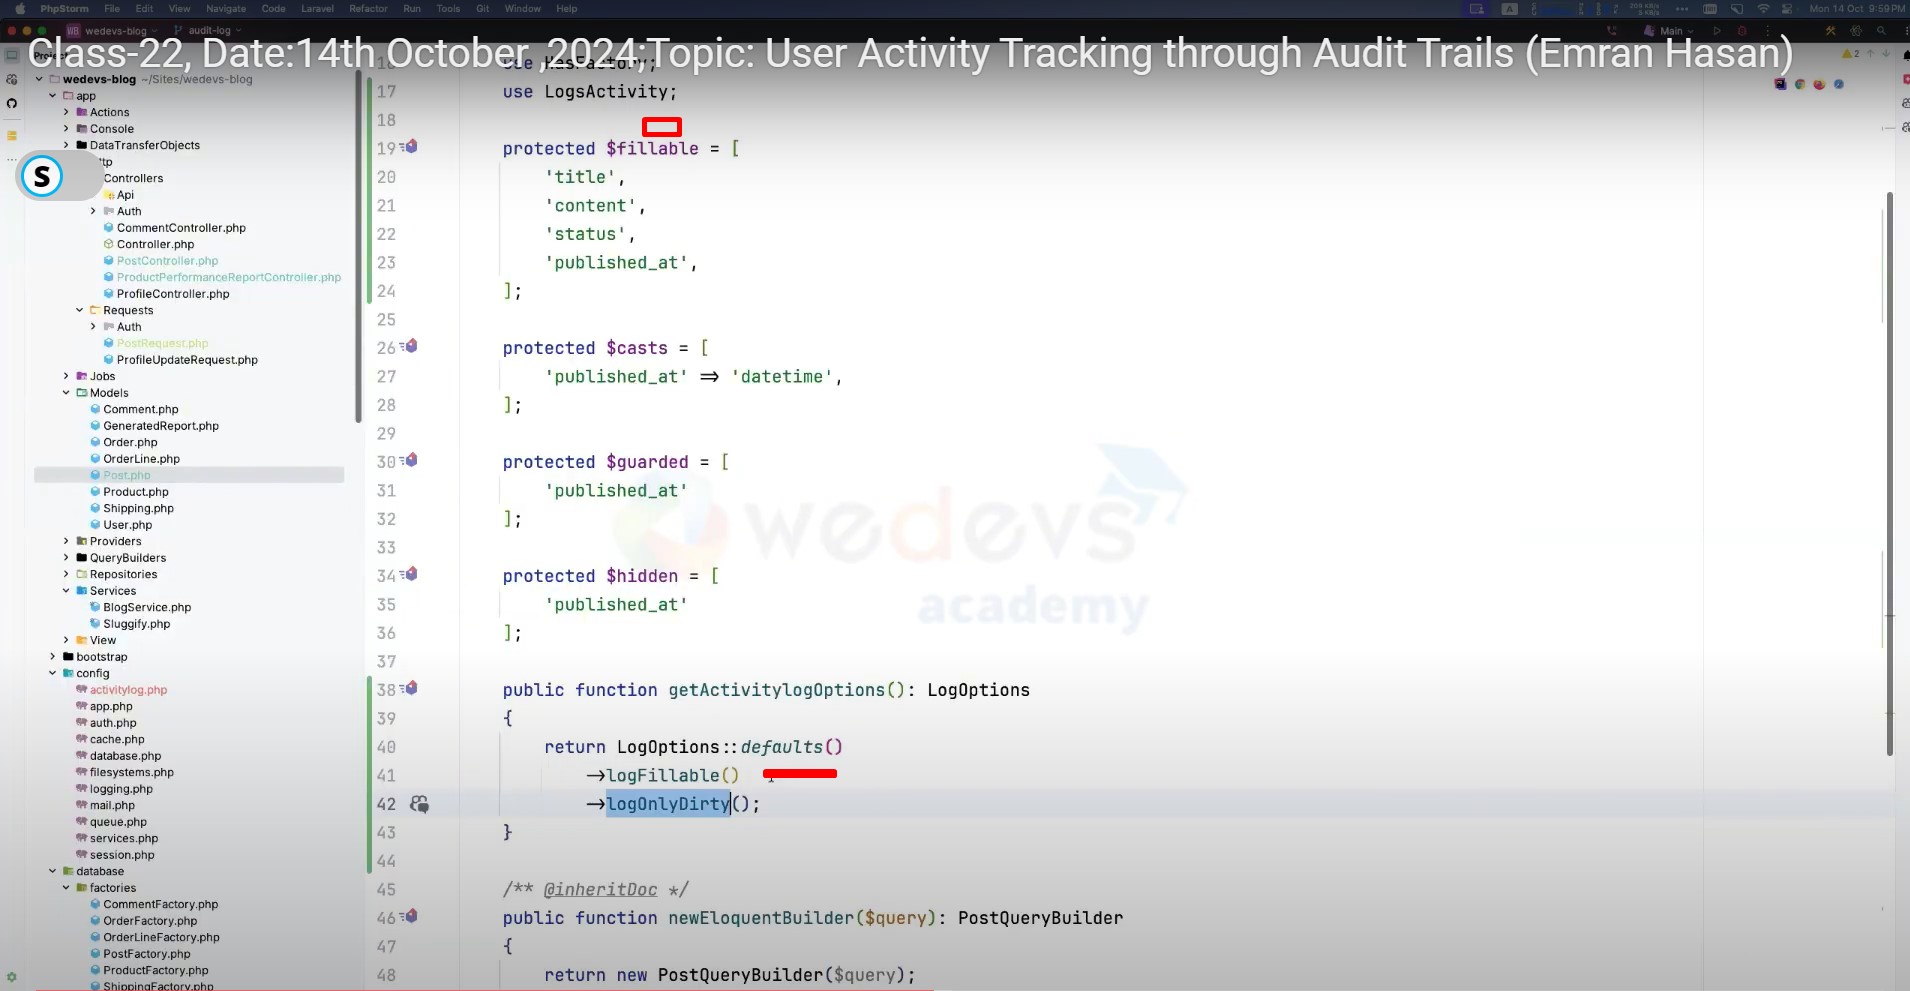 PhpStorm File Edit View Navigate Code Laravel Refactor Run Tools Git Window Help
Mon 14 Oct 9:59PM
WB wedevs-blog audit-log
Main
Class-22, Date:14th October ,2024;Topic: User Activity Tracking through Audit Trails (Emran Hasan)
2
wedevs-blog ~/Sites/wedevs-blog
app
Actions
Console
DataTransferObjects
Controllers
Api
Auth
CommentController.php
Controller.php
PostController.php
ProductPerformanceReportController.php
ProfileController.php
Requests
Auth
PostRequest.php
ProfileUpdateRequest.php
Jobs
Models
Comment.php
GeneratedReport.php
Order.php
OrderLine.php
Post.php
Product.php
Shipping.php
User.php
Providers
QueryBuilders
Repositories
Services
BlogService.php
Sluggify.php
View
bootstrap
config
activitylog.php
app.php
auth.php
cache.php
database.php
filesystems.php
logging.php
mail.php
queue.php
services.php
session.php
database
factories
CommentFactory.php
OrderFactory.php
OrderLineFactory.php
PostFactory.php
ProductFactory.php
ShippingFactory.php
S
16 use HasFactory;
17 use LogsActivity;
18
19 protected $fillable = [
20 'title',
21 'content',
22 'status',
23 'published_at',
24 ];
25
26 protected $casts = [
27 'published_at' => 'datetime',
28 ];
29
30 protected $guarded = [
31 'published_at'
32 ];
33
34 protected $hidden = [
35 'published_at'
36 ];
37
38 public function getActivitylogOptions(): LogOptions
39 {
40 return LogOptions::defaults()
41 ->logFillable()
42 ->logOnlyDirty();
43 }
44
45 /** @inheritDoc */
46 public function newEloquentBuilder($query): PostQueryBuilder
47 {
48 return new PostQueryBuilder($query);
wedevs
academy